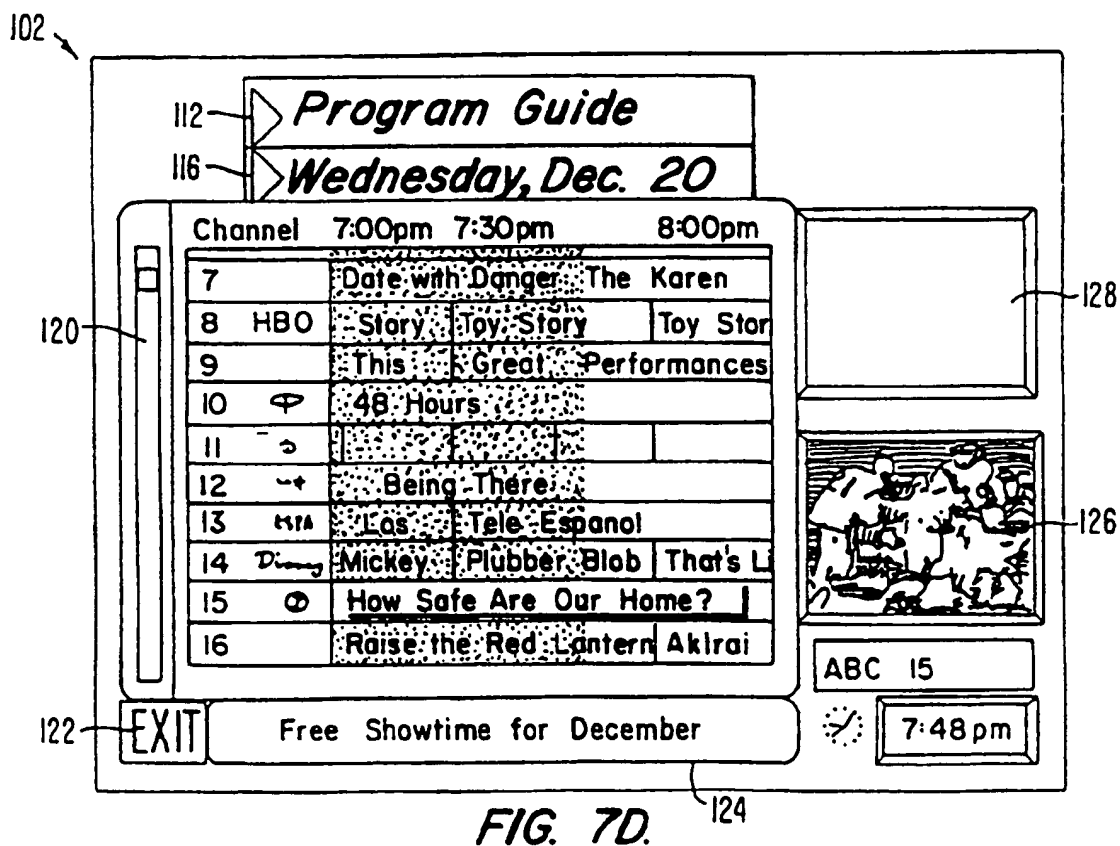 102
112
Program Guide
116
Wednesday, Dec. 20
Channel 7:00pm 7:30pm 8:00pm
7 Date with Danger The Karen
8 HBO Story Toy Story Toy Stor
9 This Great Performances
10 48 Hours
11
12 Being There
13 Los Tele Espanol
14 Disney Mickey Plubber Blob That's Li
15 How Safe Are Our Home?
16 Raise the Red Lantern Akirai
120
128
126
ABC 15
122
EXIT
Free Showtime for December
7:48pm
124
FIG. 7D.